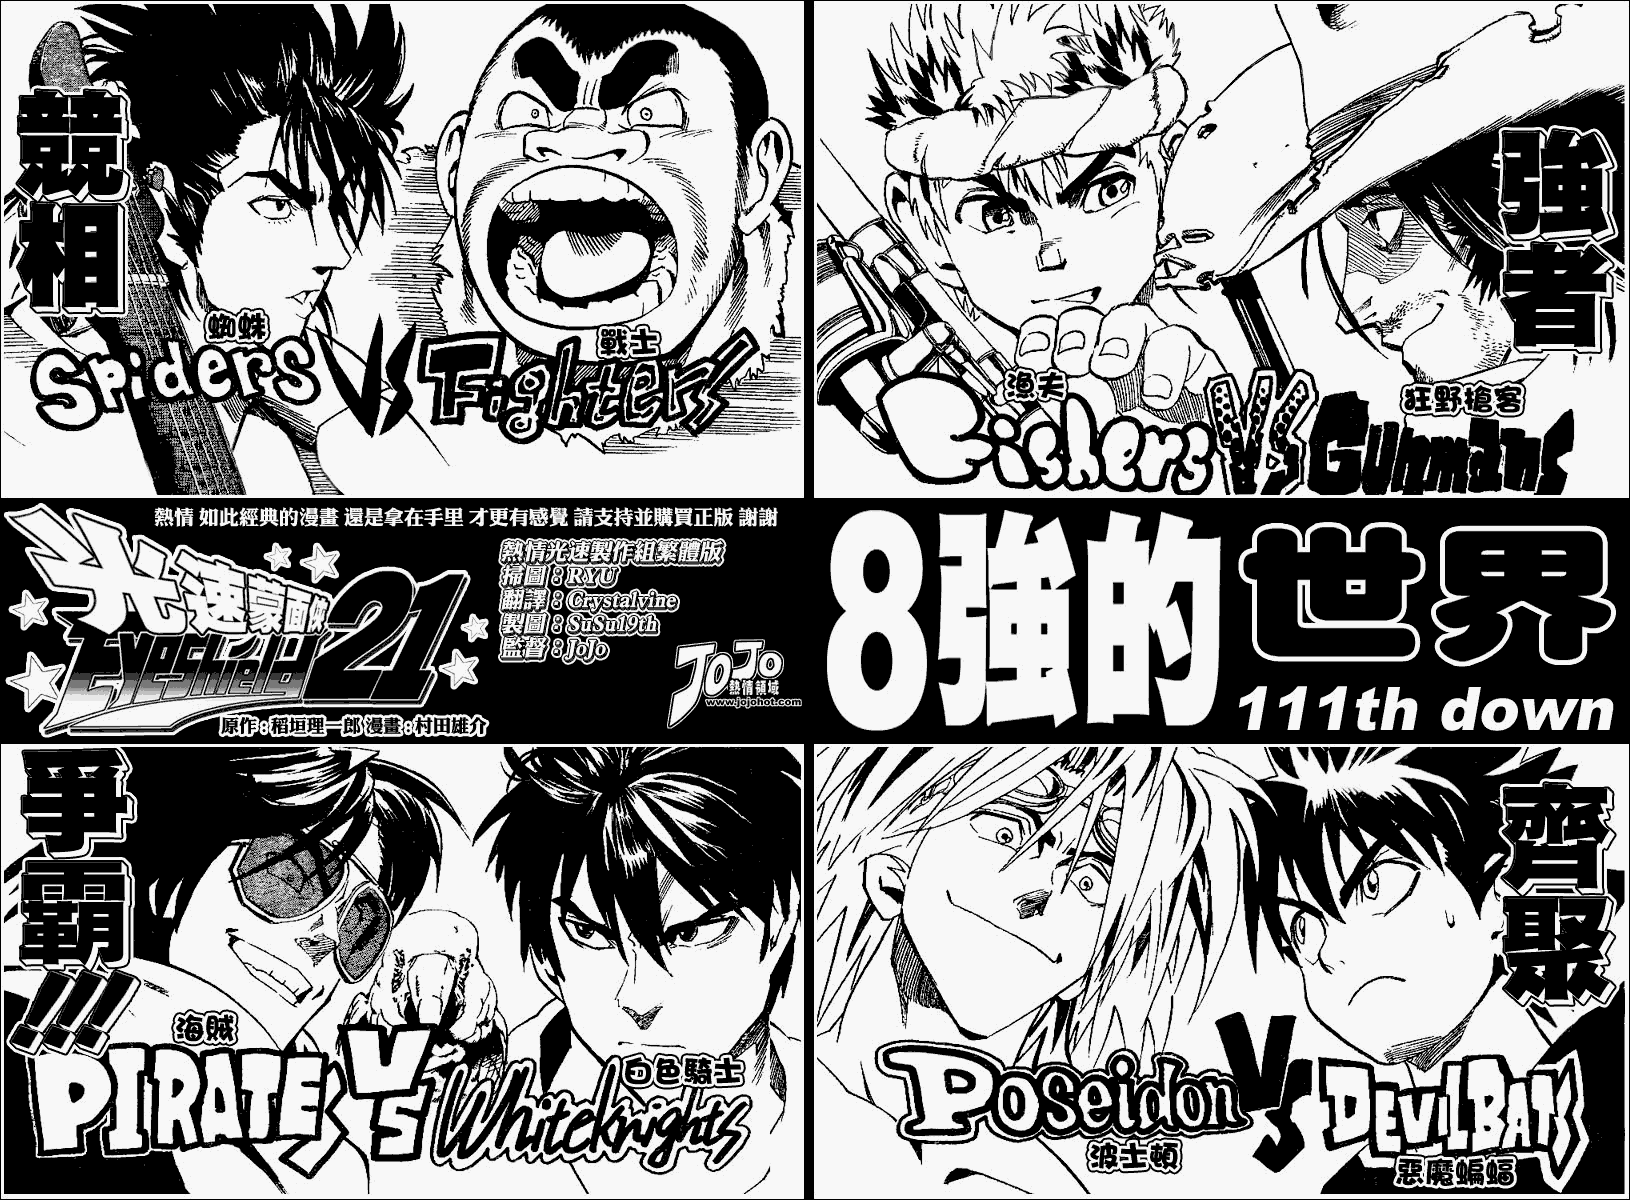 競相
蜘蛛
Spiders VS Fighters
戰士
強者
漁夫
Fishers VS Gunmans
狂野槍客
熱情 如此經典的漫畫 還是拿在手里 才更有感覺 請支持並購買正版 謝謝
光速蒙面俠21
Eyeshield
原作：稻垣理一郎 漫畫：村田雄介
熱情光速製作組繁體版
掃圖：RYU
翻譯：Crystalvine
製圖：SuSu19th
監督：JoJo
JOJO
熱情領域
www.jojohot.com
8強的世界
111th down
爭霸!!!
海賊
PIRATES VS Whiteknights
白色騎士
齊聚
Poseidon VS DEVILBATS
波士頓
惡魔蝙蝠